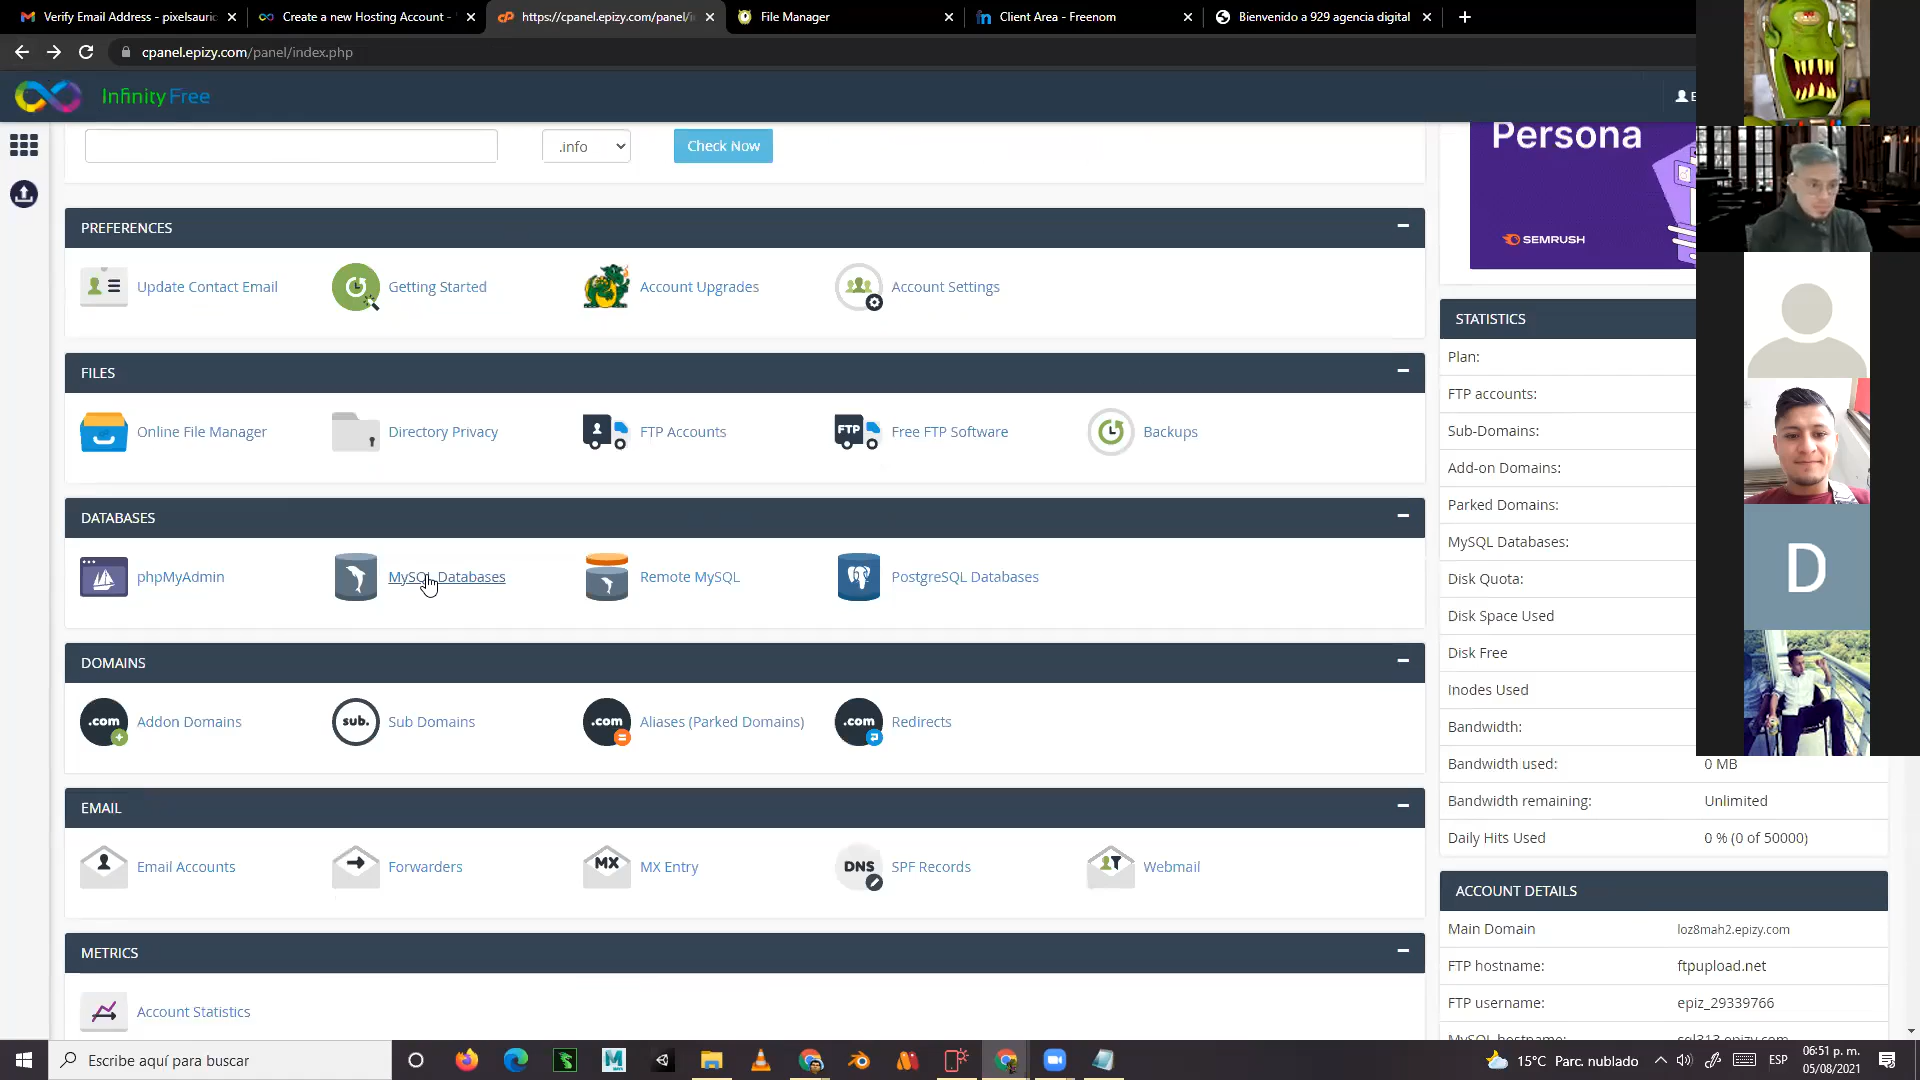 Verify Email Address - pixelsauric
Create a new Hosting Account -
https://cpanel.epizy.com/panel/i
File Manager
Client Area - Freenom
Bienvenido a 929 agencia digital
cpanel.epizy.com/panel/index.php
InfinityFree
.info
Check Now
Persona
SEMRUSH
PREFERENCES
Update Contact Email
Getting Started
Account Upgrades
Account Settings
FILES
Online File Manager
Directory Privacy
FTP
FTP Accounts
Free FTP Software
Backups
DATABASES
phpMyAdmin
MySQL Databases
Remote MySQL
PostgreSQL Databases
DOMAINS
.com
Addon Domains
sub.
Sub Domains
.com
Aliases (Parked Domains)
.com
Redirects
EMAIL
Email Accounts
Forwarders
MX
MX Entry
DNS
SPF Records
Webmail
METRICS
Account Statistics
STATISTICS
Plan:
FTP accounts:
Sub-Domains:
Add-on Domains:
Parked Domains:
MySQL Databases:
Disk Quota:
Disk Space Used
Disk Free
Inodes Used
Bandwidth:
Bandwidth used: 0 MB
Bandwidth remaining: Unlimited
Daily Hits Used 0 % (0 of 50000)
ACCOUNT DETAILS
Main Domain loz8mah2.epizy.com
FTP hostname: ftpupload.net
FTP username: epiz_29339766
MySQL hostname: sql313.epizy.com
D
Escribe aquí para buscar
15°C Parc. nublado
ESP
06:51 p. m.
05/08/2021